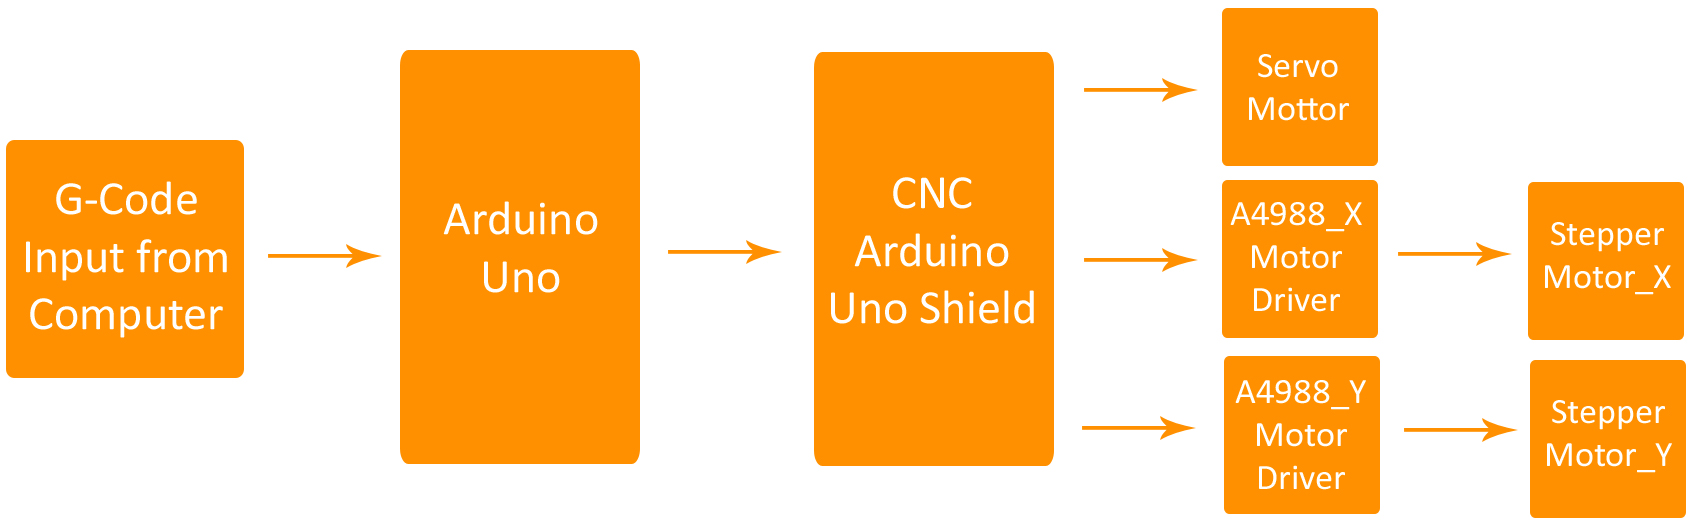 G-Code
Input from
Computer
Arduino
Uno
CNC
Arduino
Uno Shield
Servo
Mottor
A4988_X
Motor
Driver
Stepper
Motor_X
A4988_Y
Motor
Driver
Stepper
Motor_Y